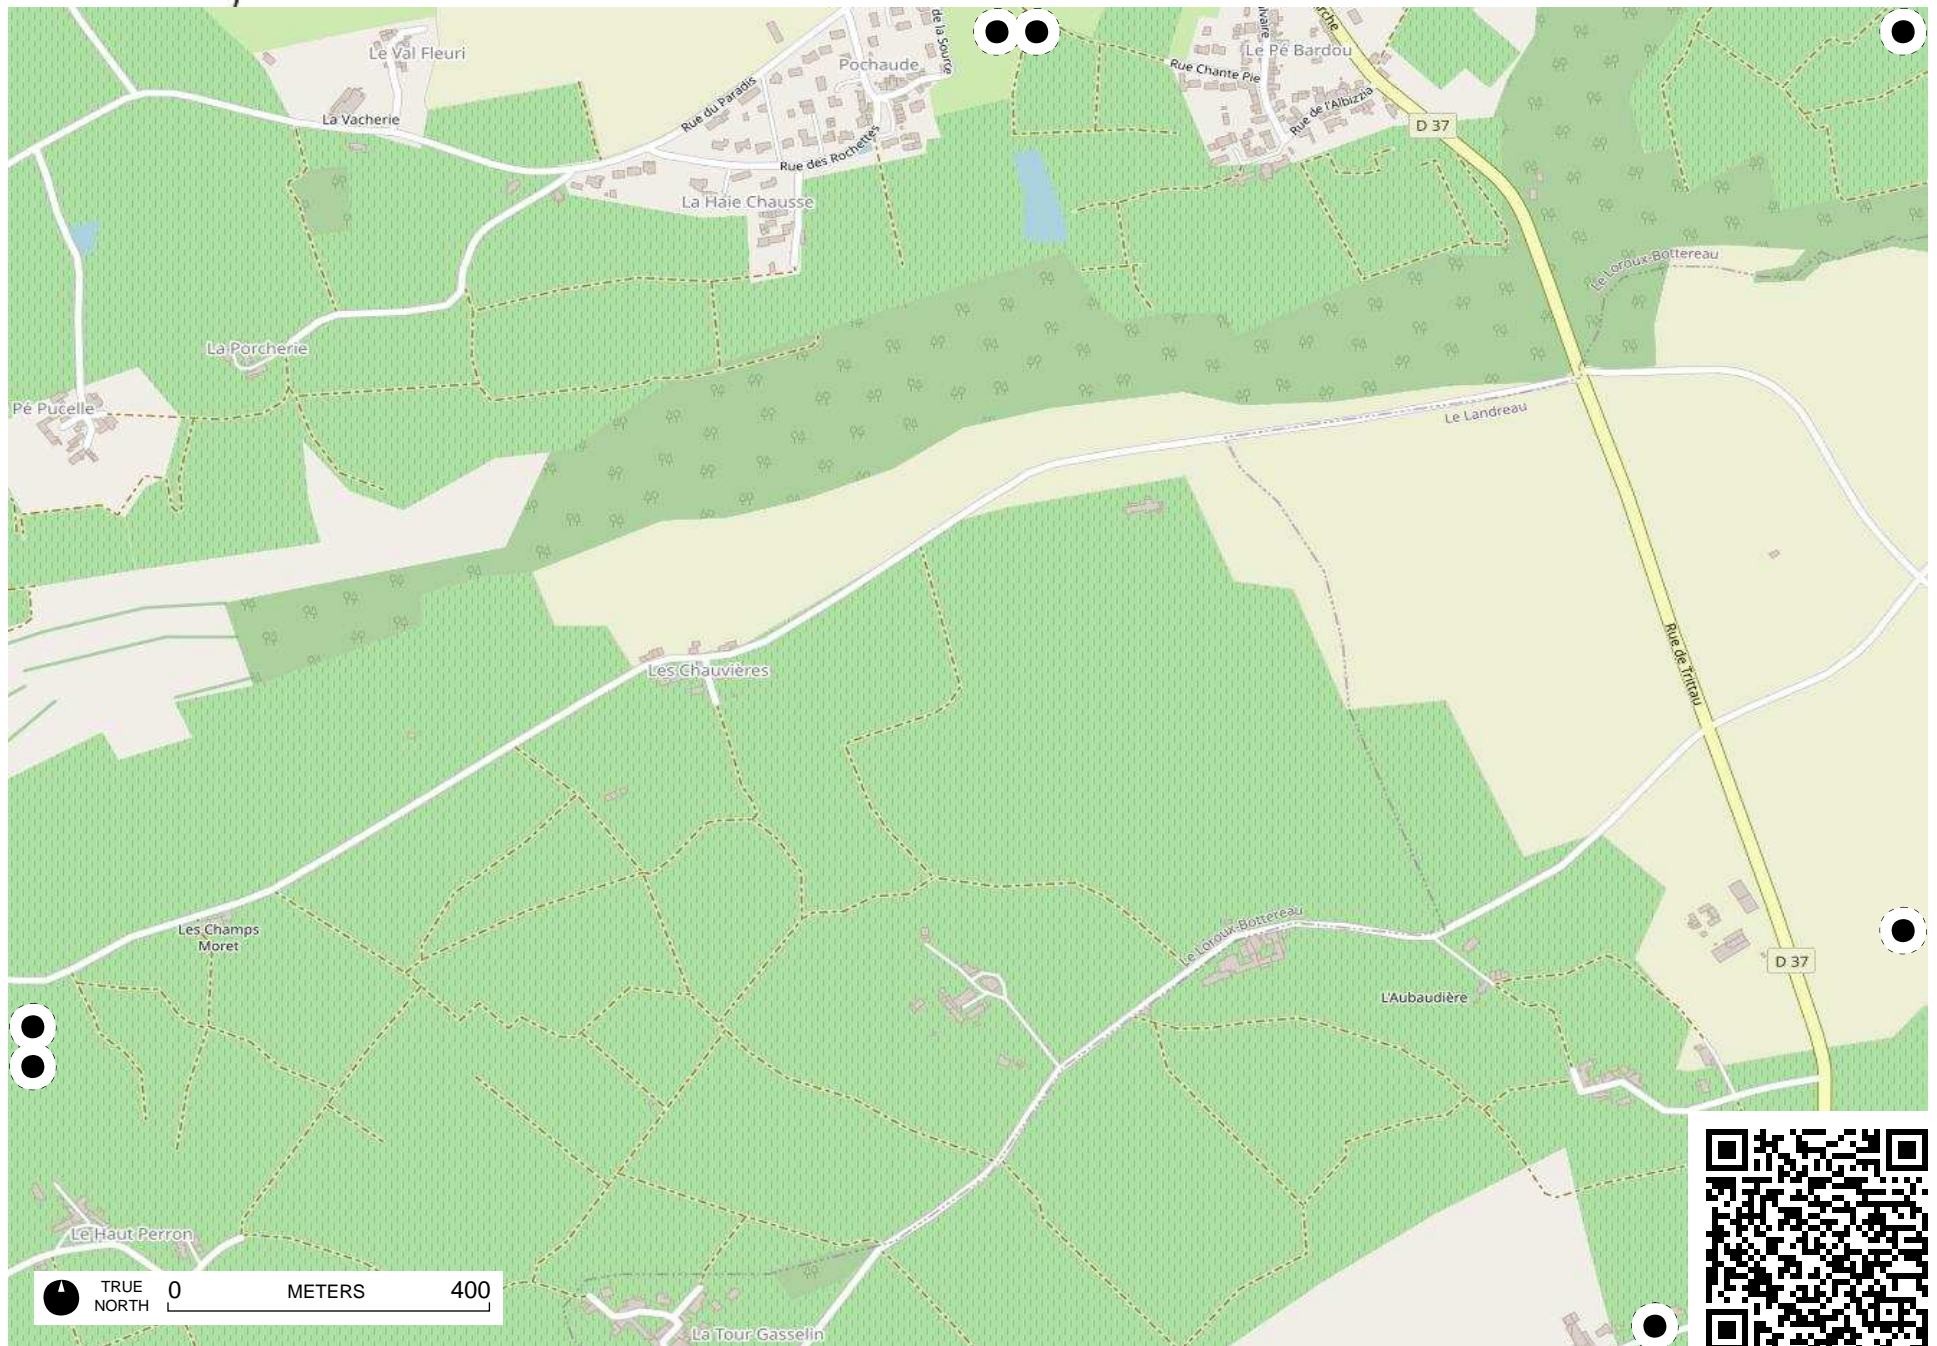 Le Val Fleuri
Pochaude
de la Source
Rue du Paradis
La Vacherie
Rue des Rochettes
La Haie Chausse
Le Pé Bardou
Rue Chante Pie
Rue de l'Albizzia
D 37
Le Loroux-Bottereau
La Porcherie
Pé Pucelle
Le Landreau
Rue de Trittau
Les Chauvières
Les Champs
Moret
Le Loroux-Bottereau
L'Aubaudière
D 37
Le Haut Perron
La Tour Gasselin
TRUE
NORTH
0 METERS 400